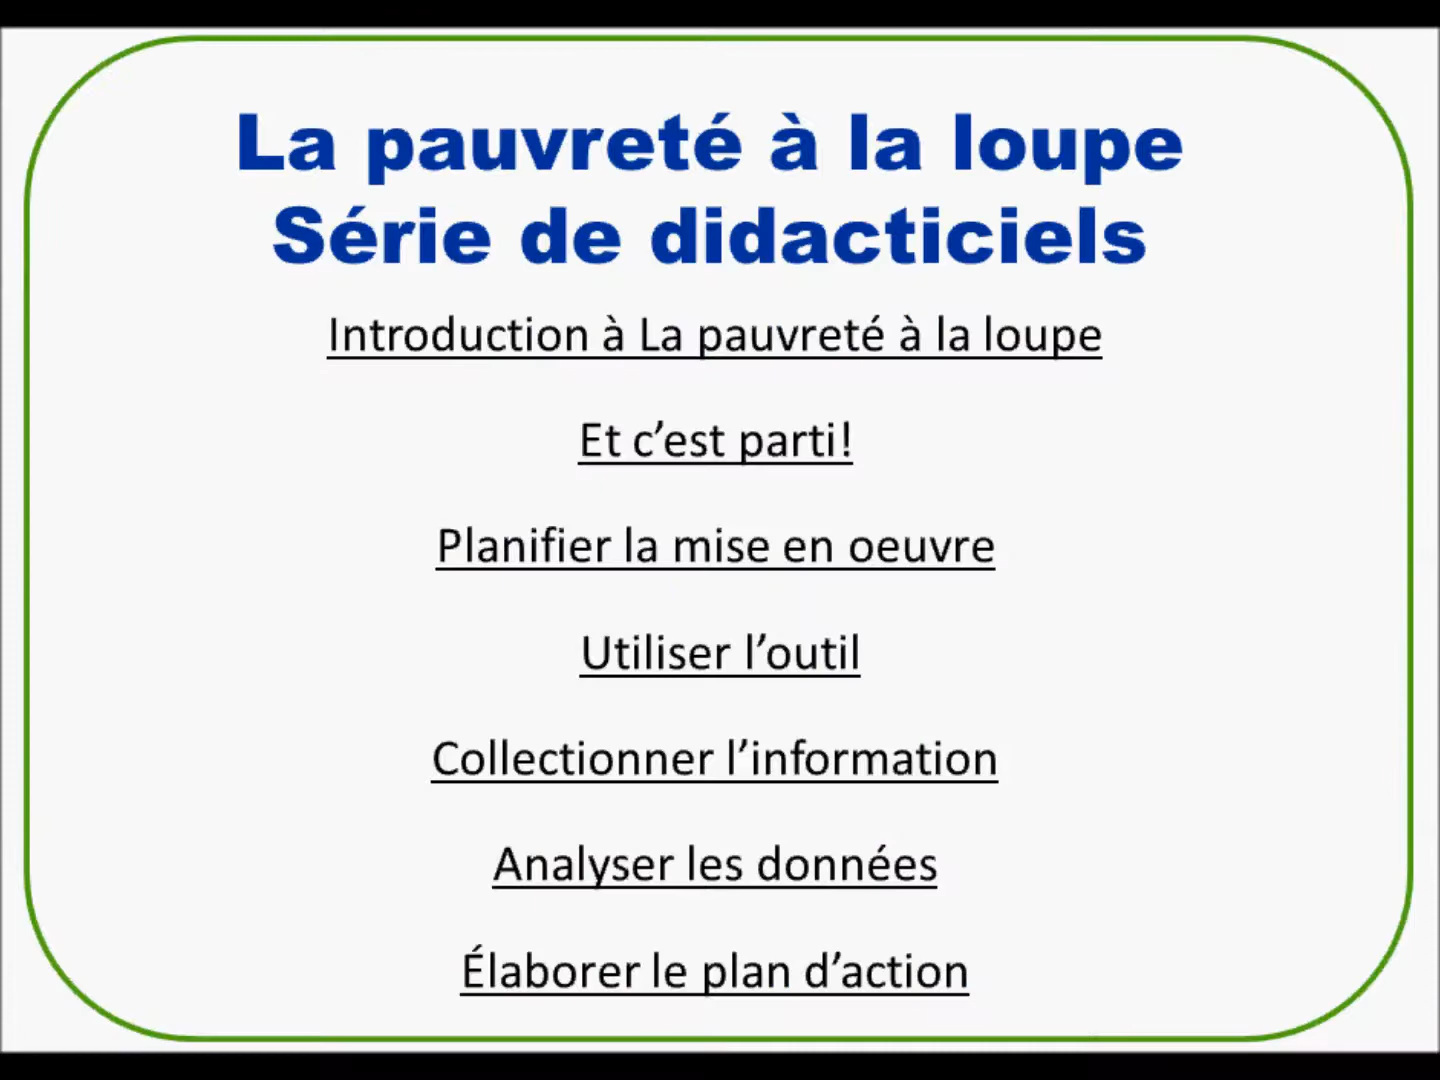 La pauvreté à la loupe
Série de didacticiels
Introduction à La pauvreté à la loupe
Et c’est parti!
Planifier la mise en oeuvre
Utiliser l’outil
Collectionner l’information
Analyser les données
Élaborer le plan d’action